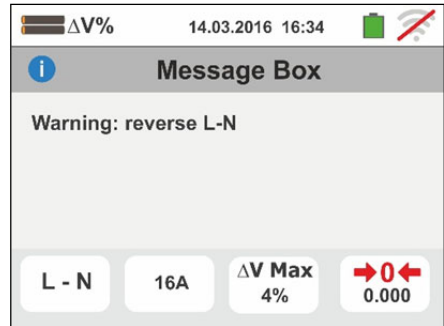 ΔV% 14.03.2016 16:34
Message Box
Warning: reverse L-N
L - N 16A ΔV Max 4% ➔0← 0.000